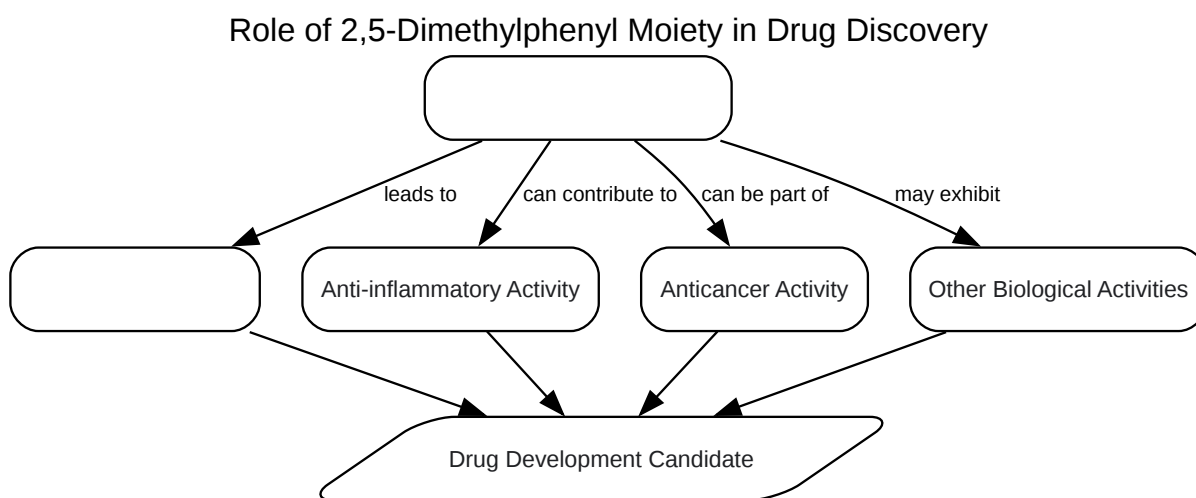 Role of 2,5-Dimethylphenyl Moiety in Drug Discovery
leads to
can contribute to
can be part of
may exhibit
Anti-inflammatory Activity
Anticancer Activity
Other Biological Activities
Drug Development Candidate